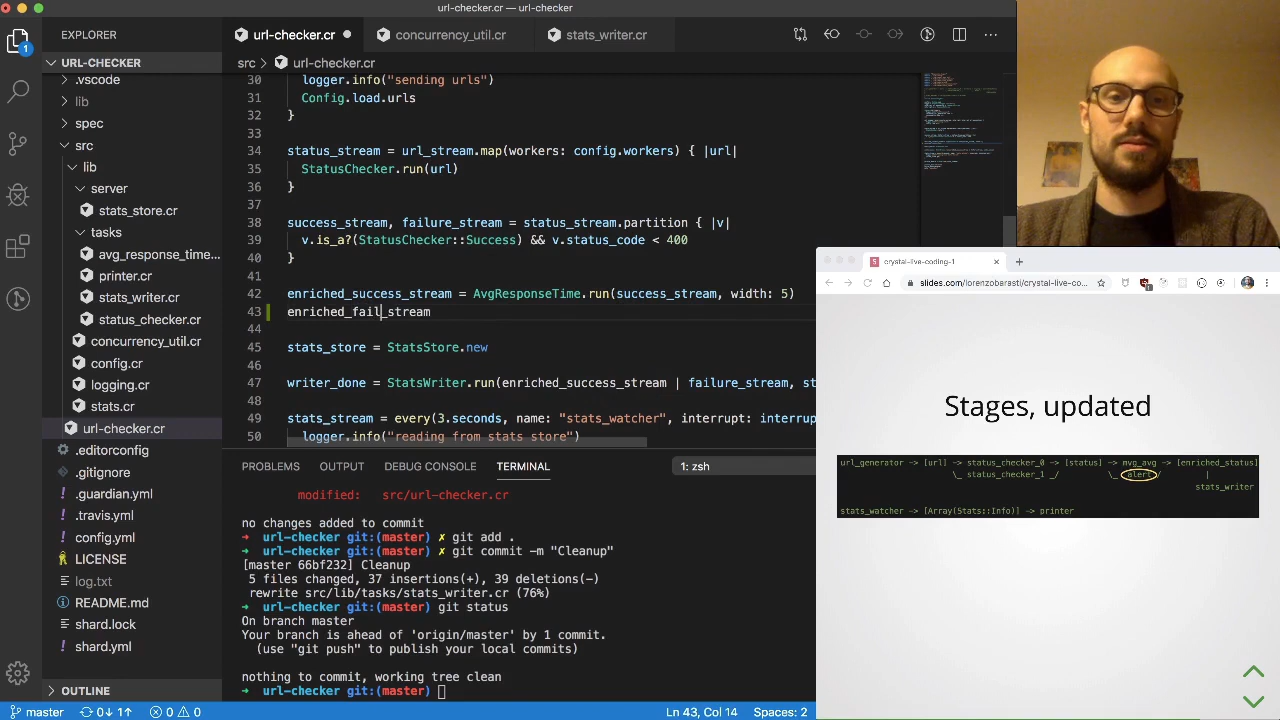 url-checker.cr — url-checker
EXPLORER
url-checker.cr
concurrency_util.cr
stats_writer.cr
URL-CHECKER
src
url-checker.cr
.vscode
lib
spec
src
lib
server
stats_store.cr
tasks
avg_response_time...
printer.cr
stats_writer.cr
status_checker.cr
concurrency_util.cr
config.cr
logging.cr
stats.cr
url-checker.cr
.editorconfig
.gitignore
.guardian.yml
.travis.yml
config.yml
LICENSE
log.txt
README.md
shard.lock
shard.yml
OUTLINE
1
30 logger.info("sending urls")
31 Config.load.urls
32 }
33
34 status_stream = url_stream.
workers: config.workers
35 StatusChecker.run(url)
36 }
37
38 success_stream, failure_stream = status_stream.partition { |v|
39 v.is_a?(StatusChecker::Success) && v.status_code < 400
40 }
41
42 enriched_success_stream = AvgResponseTime.run(success_stream, width: 5)
43 enriched_fail_stream
44
45 stats_store = StatsStore.new
46
47 writer_done = StatsWriter.run(enriched_success_stream | failure_stream, st
48
49 stats_stream = every(3.seconds, name: "stats_watcher", interrupt: interrup
50 logger.info("reading from stats store")
PROBLEMS
OUTPUT
DEBUG CONSOLE
TERMINAL
1: zsh
modified: src/url-checker.cr
no changes added to commit
➜ url-checker git:(master) ✗ git add .
➜ url-checker git:(master) ✗ git commit -m "Cleanup"
[master 66bf232] Cleanup
5 files changed, 37 insertions(+), 39 deletions(-)
rewrite src/lib/tasks/stats_writer.cr (76%)
➜ url-checker git:(master) git status
On branch master
Your branch is ahead of 'origin/master' by 1 commit.
(use "git push" to publish your local commits)
nothing to commit, working tree clean
➜ url-checker git:(master)
master
0↓ 1↑
0
0
Ln 43, Col 14
Spaces: 2
crystal-live-coding-1
slides.com/lorenzobarasti/crystal-live-co...
Stages, updated
url_generator -> [url] -> status_checker_0 -> [status] -> mvg_avg -> [enriched_status]
\_ status_checker_1 _/ \_ alert / |
stats_writer
stats_watcher -> [Array(Stats::Info)] -> printer